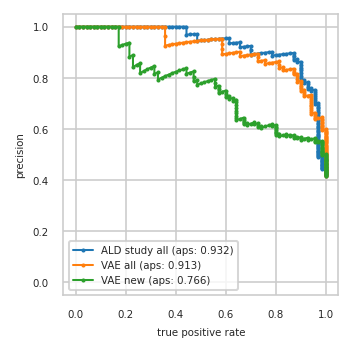 1.0
0.8
0.6
0.4
0.2
0.0
precision
ALD study all (aps: 0.932)
VAE all (aps: 0.913)
VAE new (aps: 0.766)
0.0 0.2 0.4 0.6 0.8 1.0
true positive rate